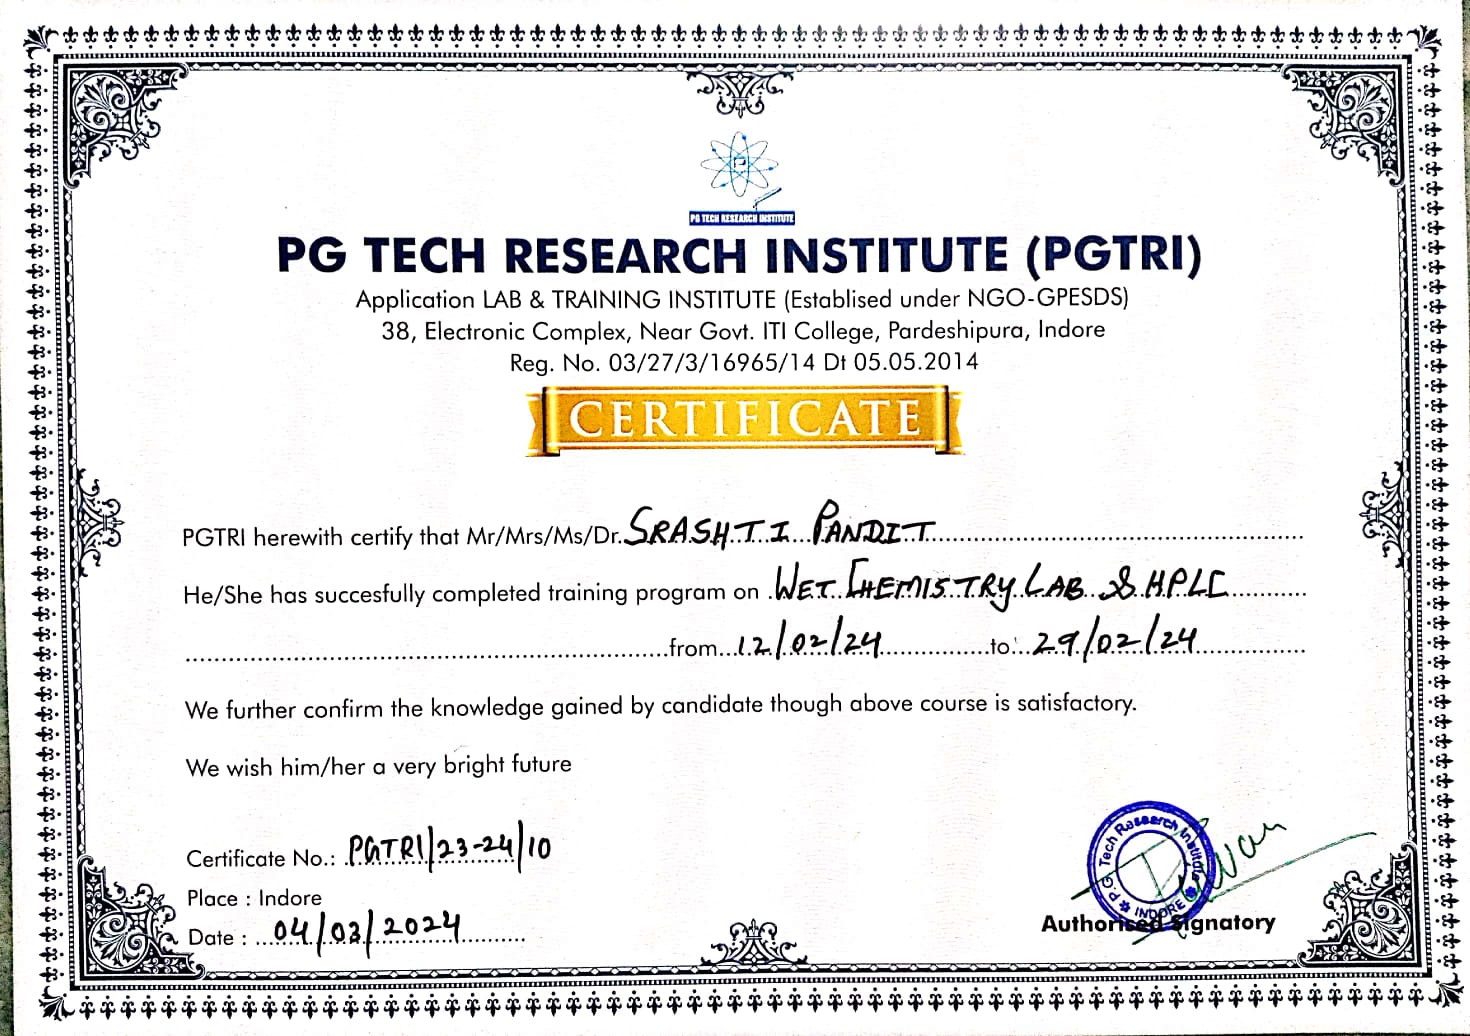 PG TECH RESEARCH INSTITUTE
PG TECH RESEARCH INSTITUTE (PGTRI)
Application LAB & TRAINING INSTITUTE (Establised under NGO-GPESDS)
38, Electronic Complex, Near Govt. ITI College, Pardeshipura, Indore
Reg. No. 03/27/3/16965/14 Dt 05.05.2014
CERTIFICATE
PGTRI herewith certify that Mr/Mrs/Ms/Dr. SRASHTI PANDIT
He/She has succesfully completed training program on WET CHEMISTRY LAB & HPLC
from 12/02/24 to 29/02/24
We further confirm the knowledge gained by candidate though above course is satisfactory.
We wish him/her a very bright future
Certificate No.: PGTRI/23-24/10
Place : Indore
Date : 04/03/2024
P.G. Tech Research Institute
INDORE
Authorised Signatory